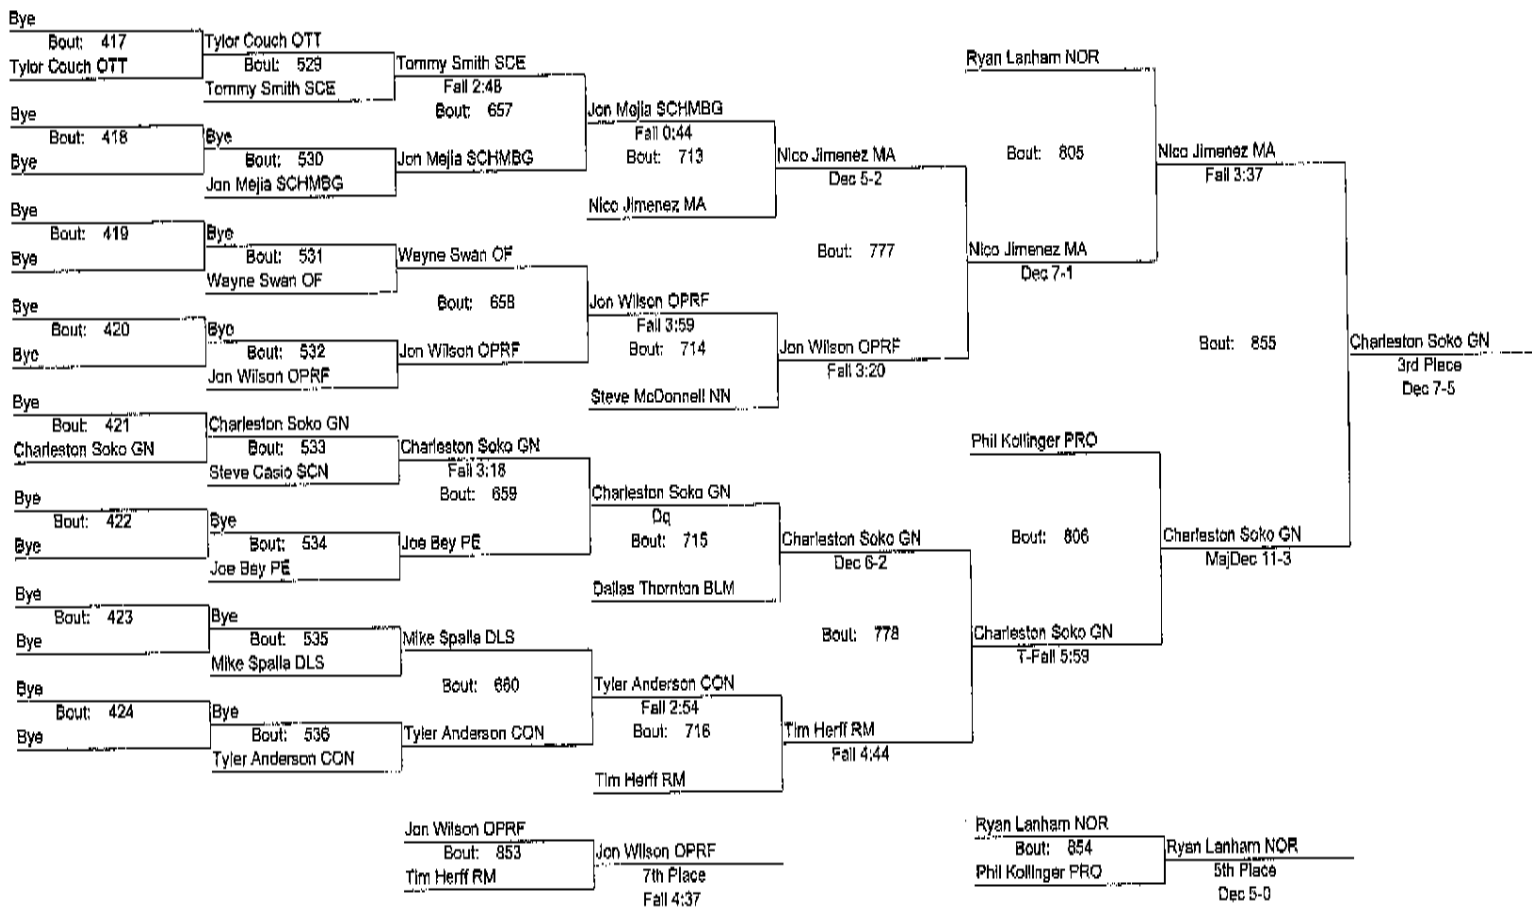 Bye
Bout: 417
Tylor Couch OTT
Tylor Couch OTT
Bout: 529
Tommy Smith SCE
Tommy Smith SCE
Fall 2:48
Bout: 657
Bye
Bout: 418
Bye
Bye
Bout: 530
Jon Mejia SCHMBG
Jon Mejia SCHMBG
Jon Mejia SCHMBG
Fall 0:44
Bout: 713
Nico Jimenez MA
Nico Jimenez MA
Dec 5-2
Bye
Bout: 419
Bye
Bye
Bout: 531
Wayne Swan OF
Wayne Swan OF
Bout: 658
Bye
Bout: 420
Bye
Bye
Bout: 532
Jon Wilson OPRF
Jon Wilson OPRF
Jon Wilson OPRF
Fall 3:59
Bout: 714
Steve McDonnell NN
Jon Wilson OPRF
Fall 3:20
Bout: 777
Nico Jimenez MA
Dec 7-1
Ryan Lanham NOR
Bout: 805
Nico Jimenez MA
Fall 3:37
Bye
Bout: 421
Charleston Soko GN
Charleston Soko GN
Bout: 533
Steve Casio SCN
Charleston Soko GN
Fall 3:18
Bout: 659
Bye
Bout: 422
Bye
Bye
Bout: 534
Joe Bey PE
Joe Bey PE
Charleston Soko GN
Dq
Bout: 715
Dallas Thornton BLM
Charleston Soko GN
Dec 6-2
Bye
Bout: 423
Bye
Bye
Bout: 535
Mike Spalla DLS
Mike Spalla DLS
Bout: 660
Bye
Bout: 424
Bye
Bye
Bout: 536
Tyler Anderson CON
Tyler Anderson CON
Tyler Anderson CON
Fall 2:54
Bout: 716
Tim Herff RM
Tim Herff RM
Fall 4:44
Bout: 778
Charleston Soko GN
T-Fall 5:59
Phil Kollinger PRO
Bout: 806
Charleston Soko GN
MajDec 11-3
Bout: 855
Charleston Soko GN
3rd Place
Dec 7-5
Jon Wilson OPRF
Bout: 853
Tim Herff RM
Jon Wilson OPRF
7th Place
Fall 4:37
Ryan Lanham NOR
Bout: 854
Phil Kollinger PRO
Ryan Lanham NOR
5th Place
Dec 5-0